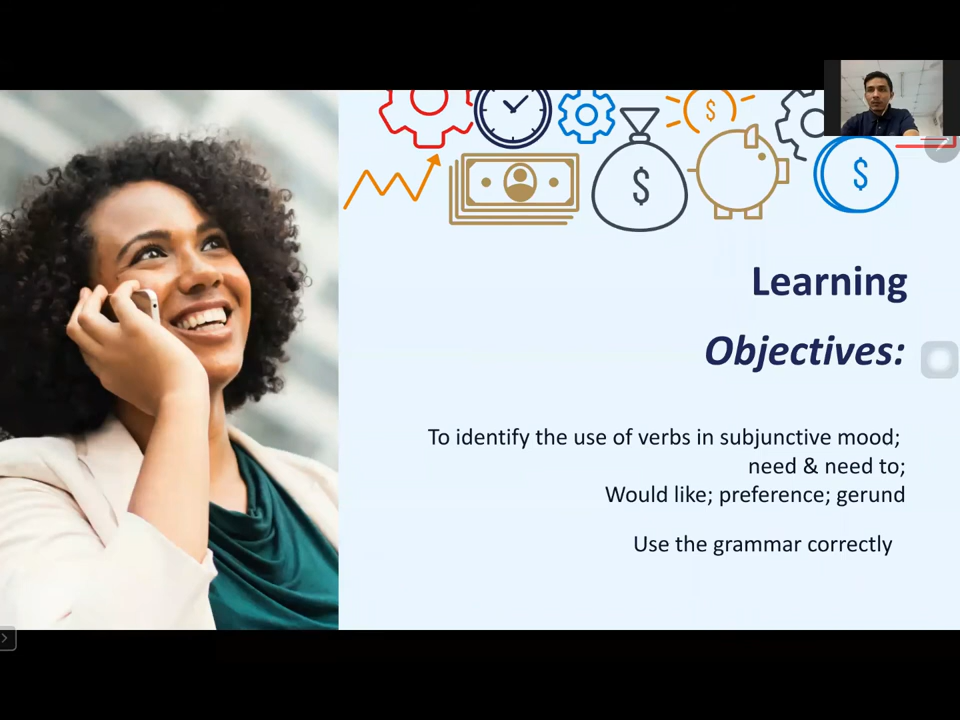 $
$
$
Learning
Objectives:
To identify the use of verbs in subjunctive mood;
need & need to;
Would like; preference; gerund
Use the grammar correctly